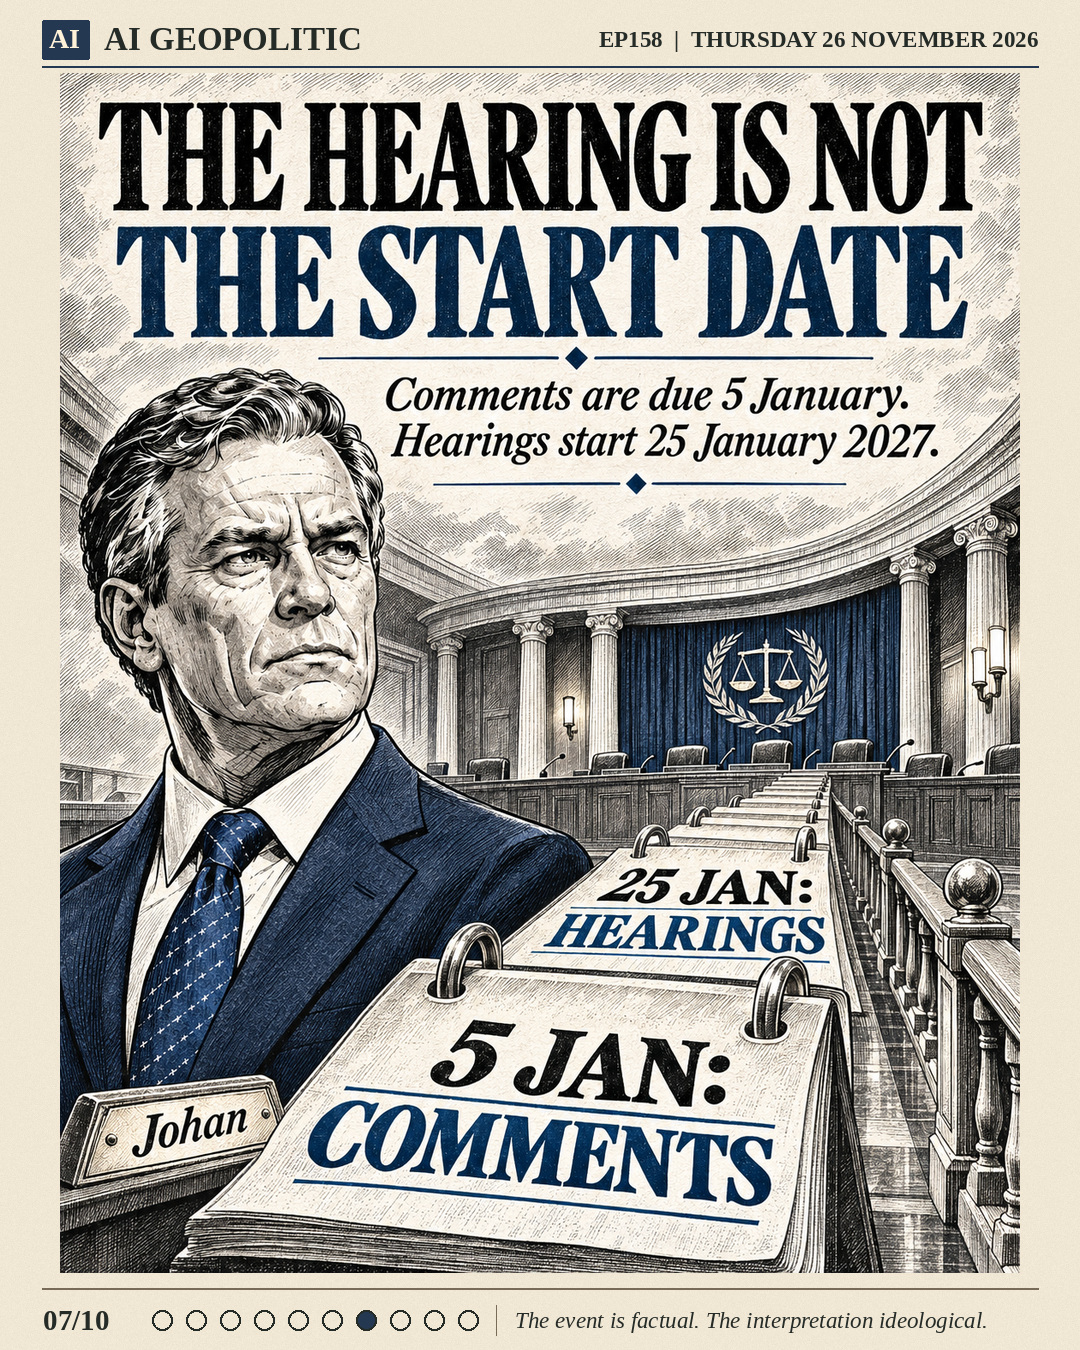 AI AI GEOPOLITIC
EP158 | THURSDAY 26 NOVEMBER 2026
THE HEARING IS NOT
THE START DATE
Comments are due 5 January.
Hearings start 25 January 2027.
25 JAN:
HEARINGS
5 JAN:
COMMENTS
Johan
07/10
The event is factual. The interpretation ideological.